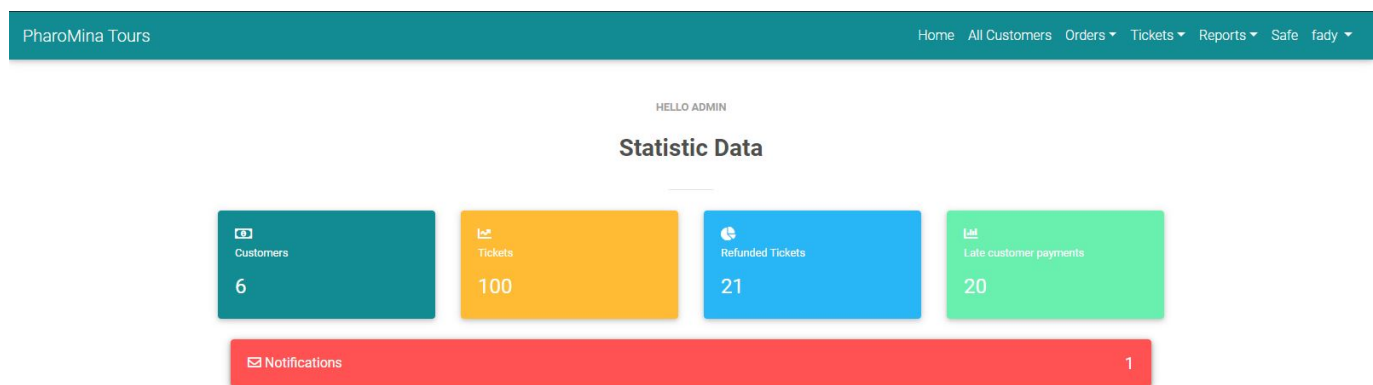 PharoMina Tours
Home All Customers Orders Tickets Reports Safe fady
HELLO ADMIN
Statistic Data
Customers
6
Tickets
100
Refunded Tickets
21
Late customer payments
20
Notifications 1